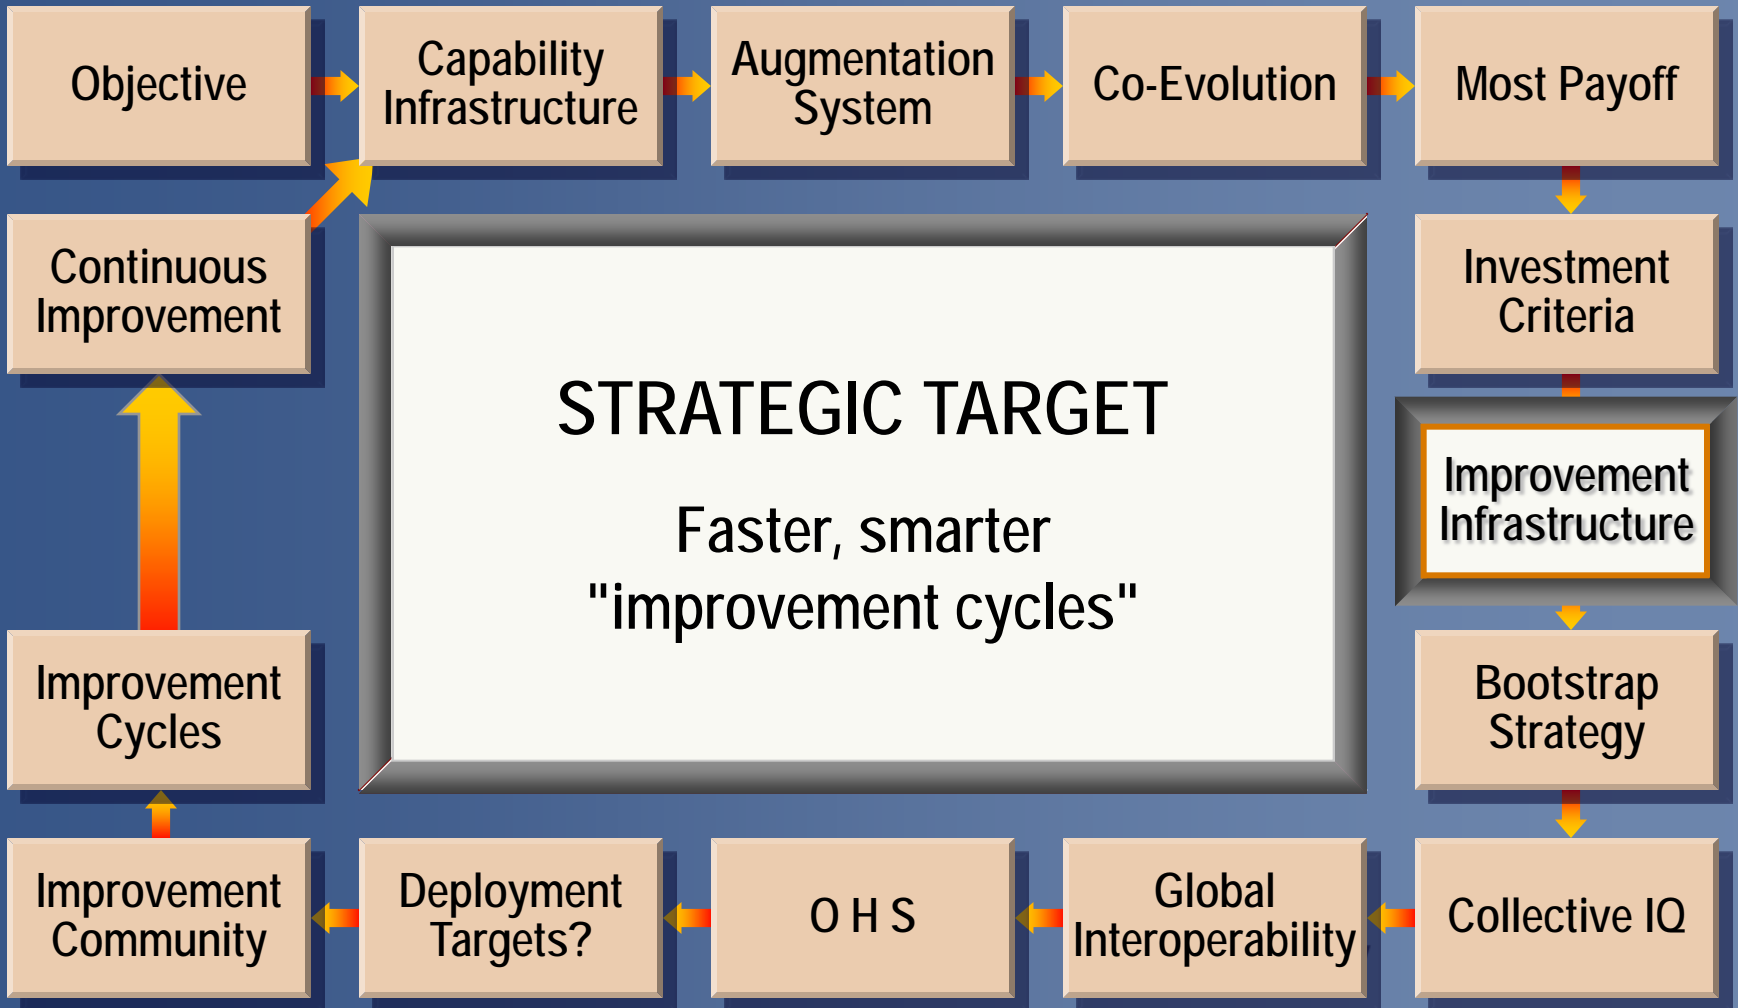 Objective
Capability
Infrastructure
Augmentation
System
Co-Evolution
Most Payoff
Continuous
Improvement
Investment
Criteria
STRATEGIC TARGET
Faster, smarter
"improvement cycles"
Improvement
Infrastructure
Improvement
Cycles
Bootstrap
Strategy
Improvement
Community
Deployment
Targets?
O H S
Global
Interoperability
Collective IQ